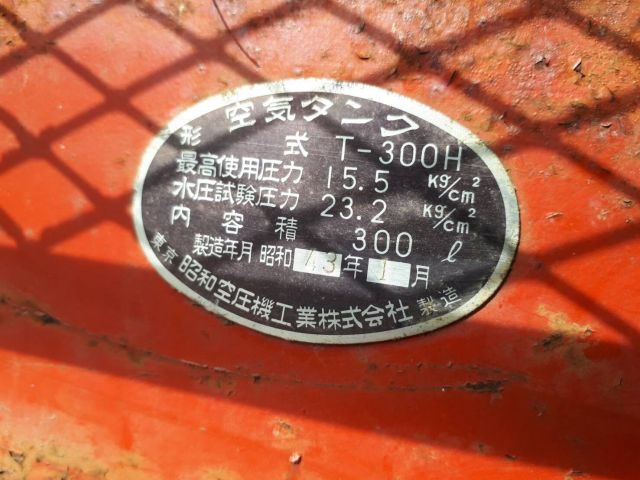 空気タンク
形式 T-300H
最高使用圧力 15.5 Kg/cm²
水圧試験圧力 23.2 Kg/cm²
内容積 300 ℓ
製造年月 昭和 43 年 1 月
東京 昭和空圧機工業株式会社 製造